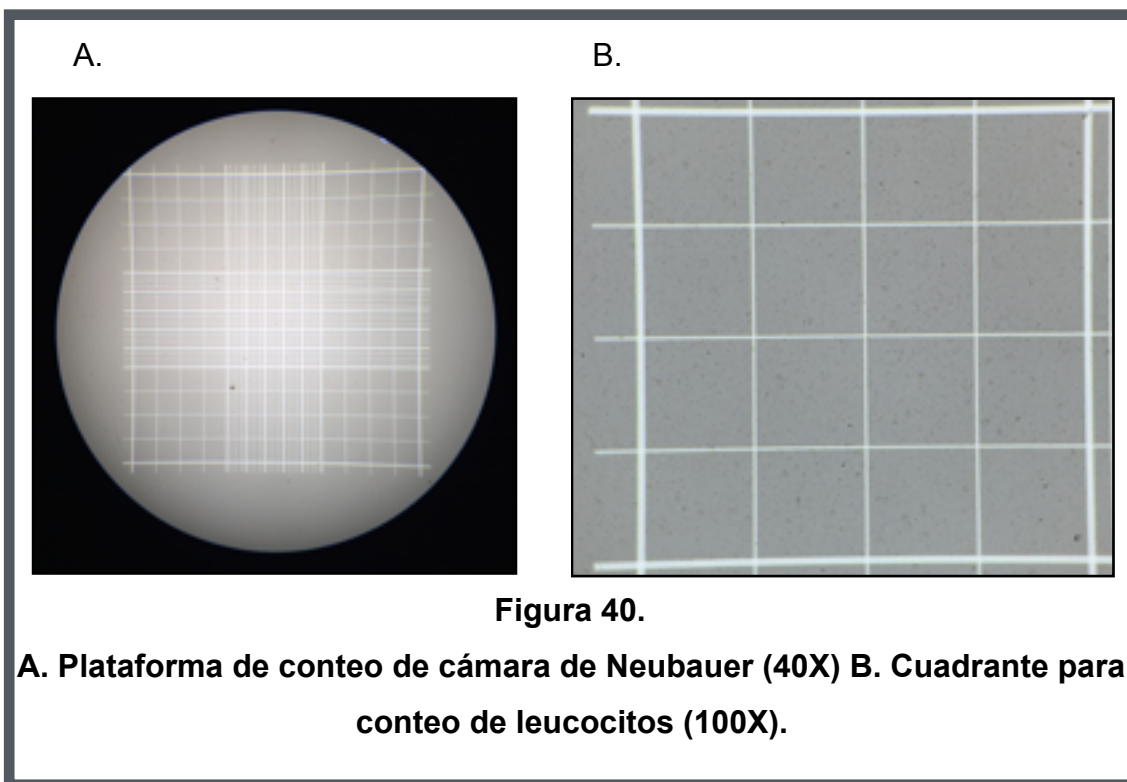 A.
B.
Figura 40.
A. Plataforma de conteo de cámara de Neubauer (40X) B. Cuadrante para
conteo de leucocitos (100X).